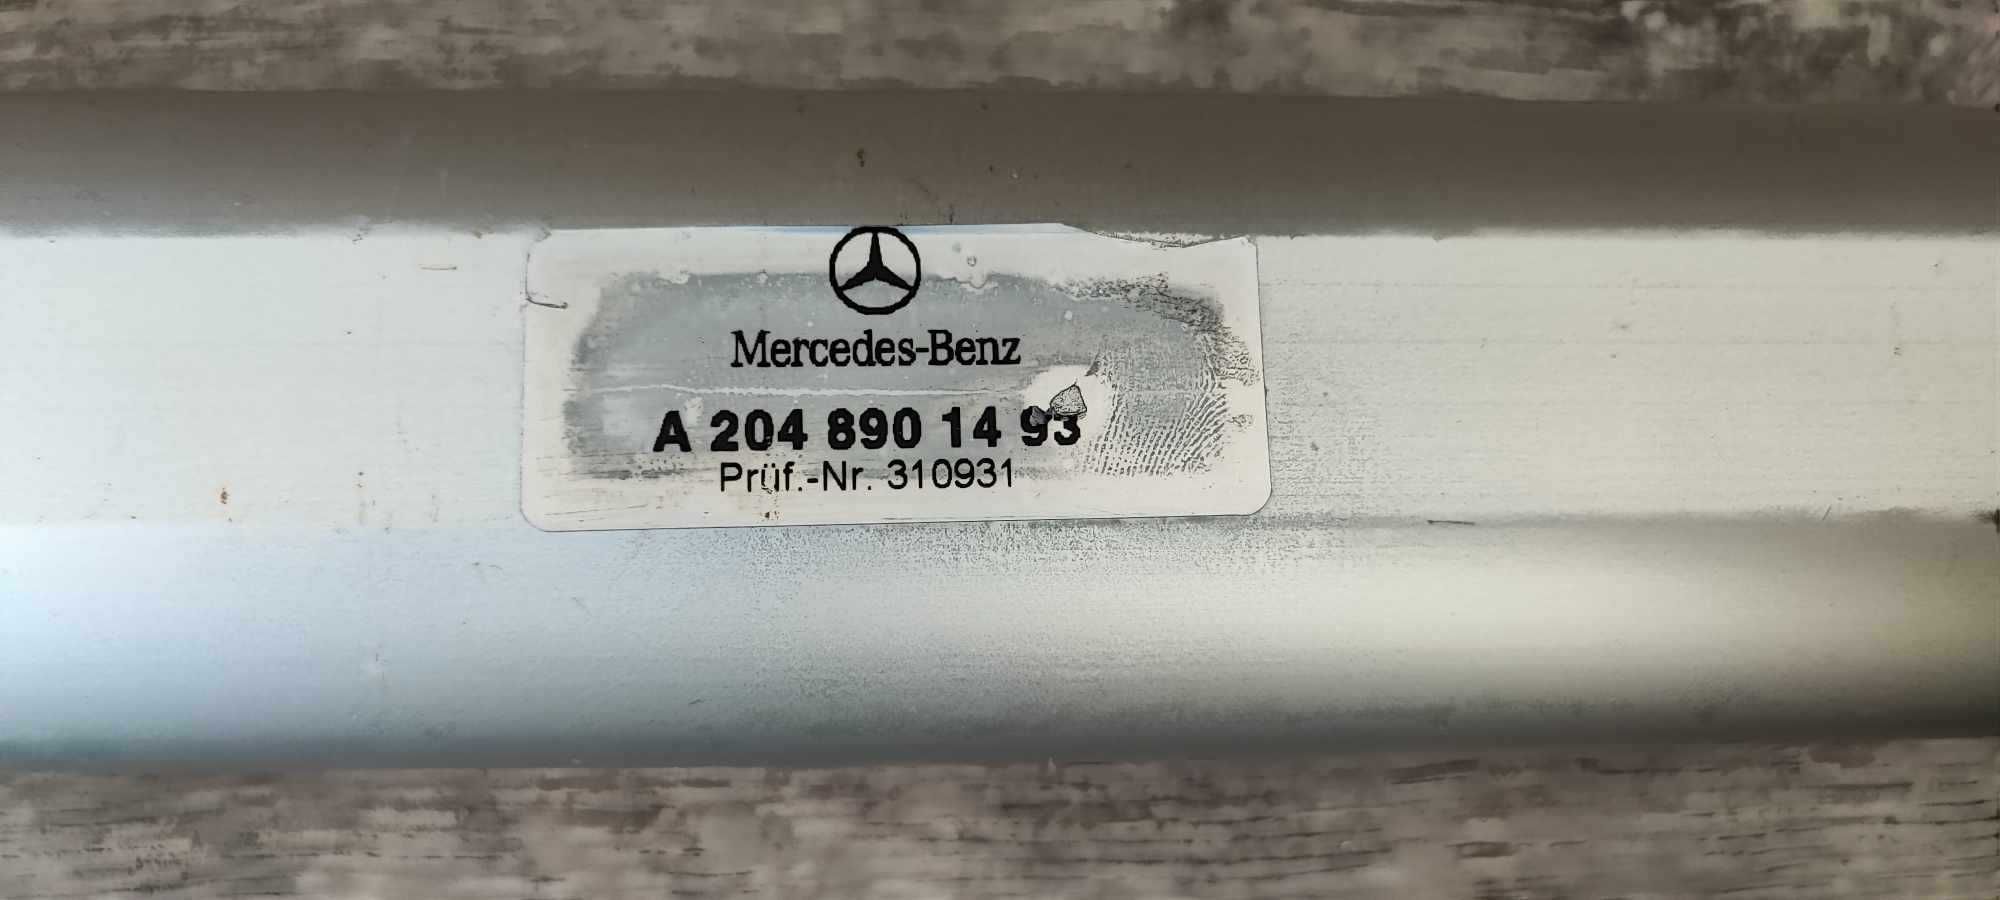 Mercedes-Benz
A 204 890 14 93
Prüf.-Nr. 310931